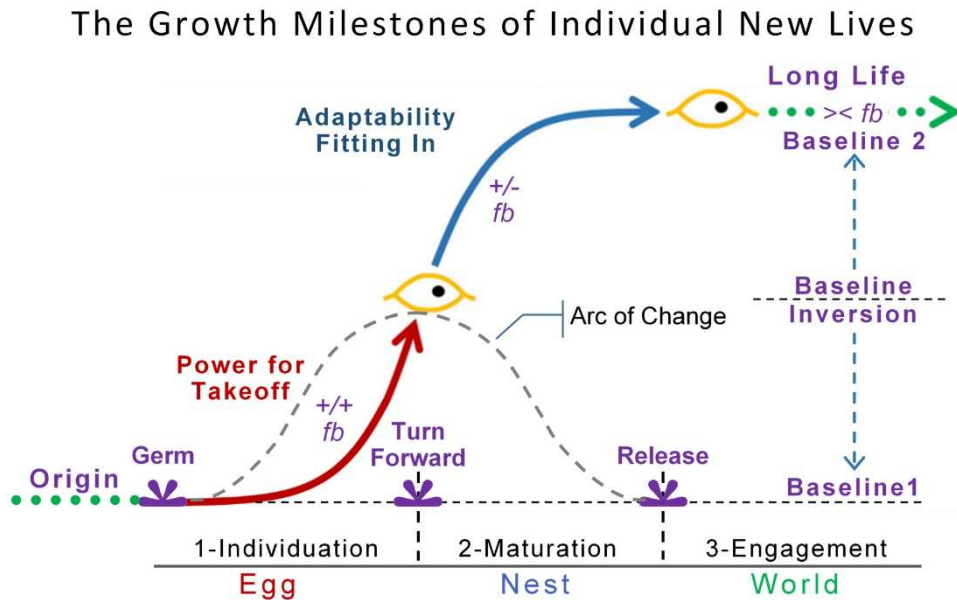 The Growth Milestones of Individual New Lives
Long Life
>< fb
Baseline 2
Adaptability
Fitting In
+/-
fb
Baseline
Inversion
Arc of Change
Power for
Takeoff
+/+
fb
Turn
Forward
Germ
Release
Origin
Baseline1
1-Individuation
2-Maturation
3-Engagement
Egg
Nest
World